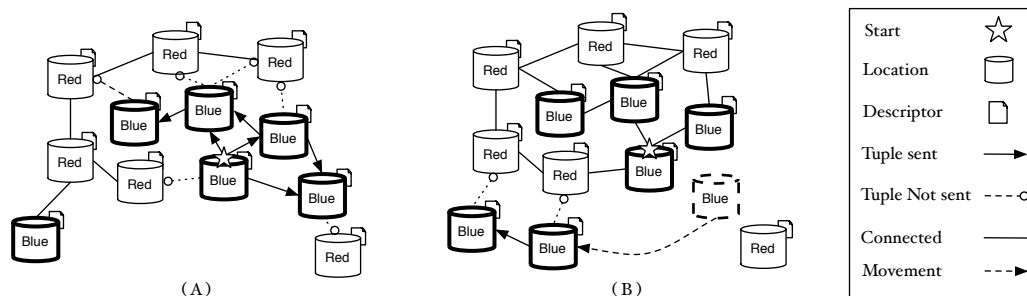 Red
Red
Red
Blue
Blue
Blue
Red
Red
Blue
Blue
Blue
Red
(A)
Red
Red
Red
Blue
Blue
Blue
Red
Red
Blue
Blue
Blue
Blue
Red
(B)
Start
Location
Descriptor
Tuple sent
Tuple Not sent
Connected
Movement